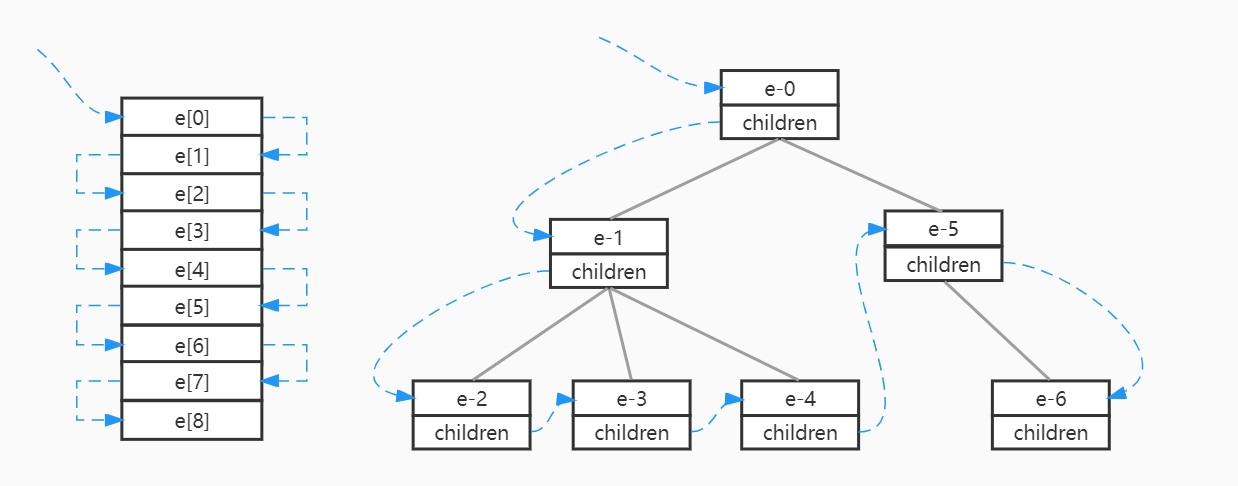 e[0]
e[1]
e[2]
e[3]
e[4]
e[5]
e[6]
e[7]
e[8]
e-0
children
e-1
children
e-5
children
e-2
children
e-3
children
e-4
children
e-6
children